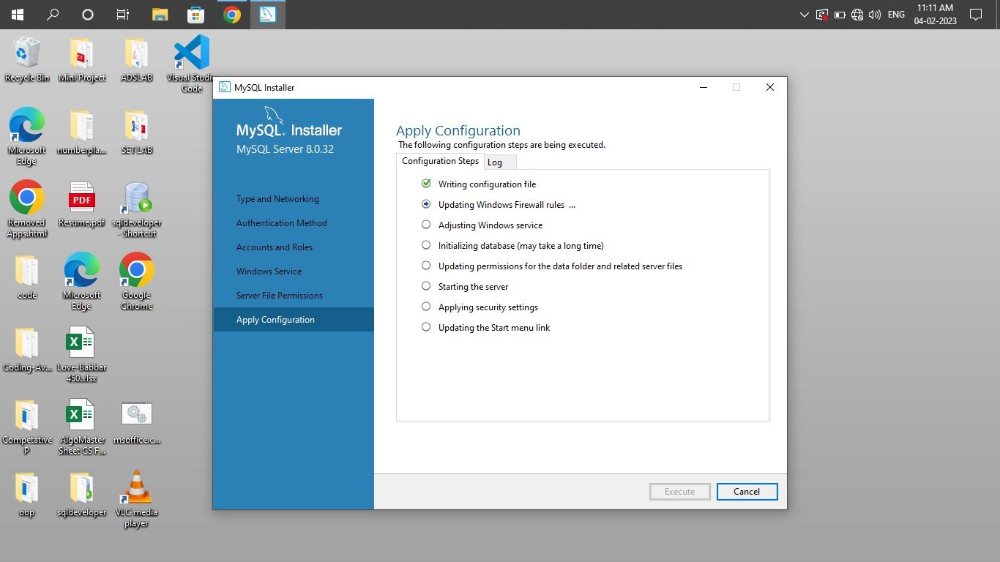 ENG
11:11 AM
04-02-2023
Recycle Bin
Mini Project
ADSLAB
Visual Studi
Code
Microsoft
Edge
numberpla...
SET LAB
Removed
Apps.html
PDF
Resume.pdf
sqldeveloper
- Shortcut
code
Microsoft
Edge
Google
Chrome
Coding-Av...
Love-Babbar
450.xlsx
Competative
P
AlgoMaster
Sheet CS F...
msoffice.c...
oop
sqldeveloper
VLC media
player
MySQL Installer
MySQL. Installer
MySQL Server 8.0.32
Type and Networking
Authentication Method
Accounts and Roles
Windows Service
Server File Permissions
Apply Configuration
Apply Configuration
The following configuration steps are being executed.
Configuration Steps
Log
Writing configuration file
Updating Windows Firewall rules ...
Adjusting Windows service
Initializing database (may take a long time)
Updating permissions for the data folder and related server files
Starting the server
Applying security settings
Updating the Start menu link
Execute
Cancel